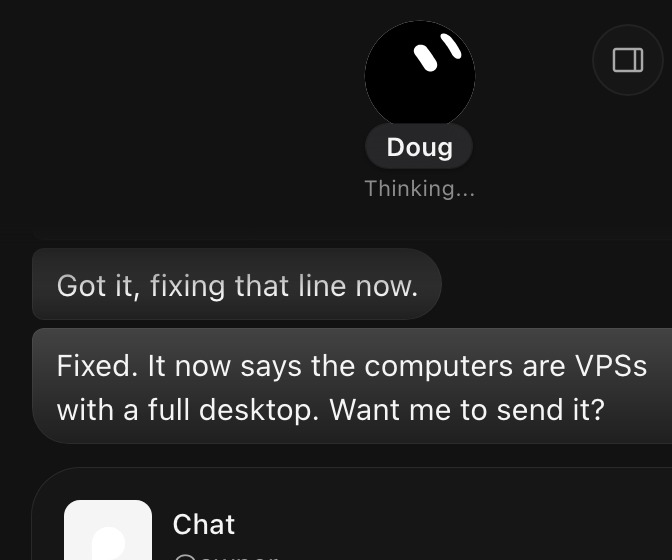 Doug
Thinking...
Got it, fixing that line now.
Fixed. It now says the computers are VPSs
with a full desktop. Want me to send it?
Chat